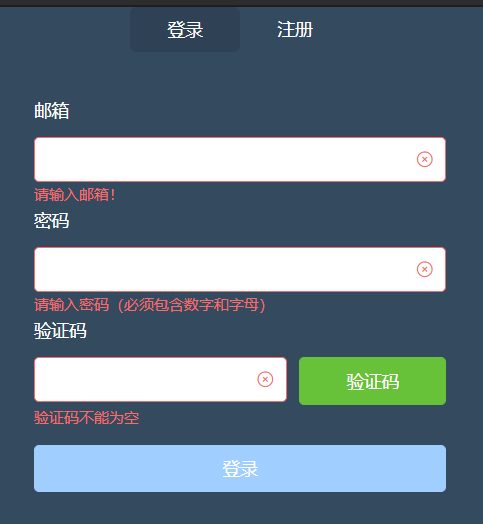 登录 注册
邮箱
请输入邮箱!
密码
请输入密码（必须包含数字和字母）
验证码
验证码
验证码不能为空
登录